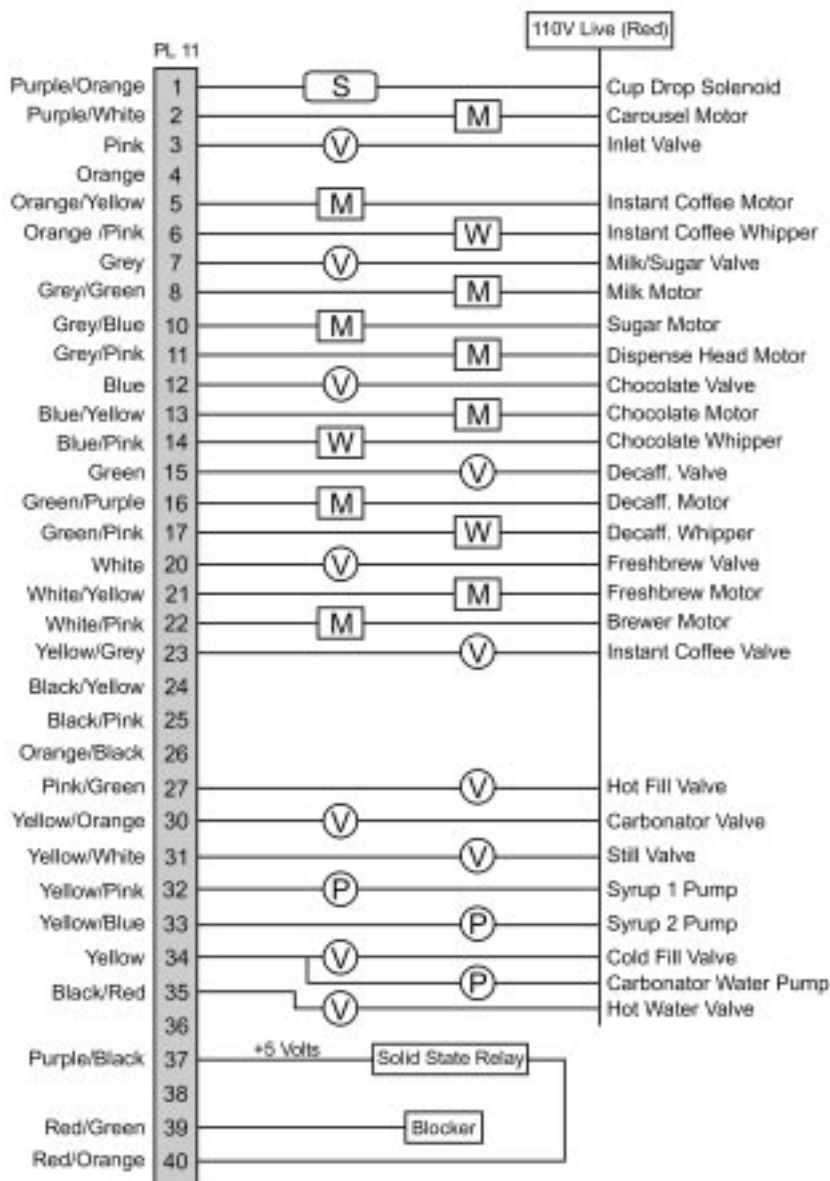 110V Live (Red)
PL 11
Purple/Orange 1 S Cup Drop Solenoid
Purple/White 2 M Carousel Motor
Pink 3 V Inlet Valve
Orange 4
Orange/Yellow 5 M Instant Coffee Motor
Orange /Pink 6 W Instant Coffee Whipper
Grey 7 V Milk/Sugar Valve
Grey/Green 8 M Milk Motor
Grey/Blue 10 M Sugar Motor
Grey/Pink 11 M Dispense Head Motor
Blue 12 V Chocolate Valve
Blue/Yellow 13 M Chocolate Motor
Blue/Pink 14 W Chocolate Whipper
Green 15 V Decaff. Valve
Green/Purple 16 M Decaff. Motor
Green/Pink 17 W Decaff. Whipper
White 20 V Freshbrew Valve
White/Yellow 21 M Freshbrew Motor
White/Pink 22 M Brewer Motor
Yellow/Grey 23 V Instant Coffee Valve
Black/Yellow 24
Black/Pink 25
Orange/Black 26
Pink/Green 27 V Hot Fill Valve
Yellow/Orange 30 V Carbonator Valve
Yellow/White 31 V Still Valve
Yellow/Pink 32 P Syrup 1 Pump
Yellow/Blue 33 P Syrup 2 Pump
Yellow 34 V Cold Fill Valve
P Carbonator Water Pump
Black/Red 35 V Hot Water Valve
36
Purple/Black 37 +5 Volts Solid State Relay
38
Red/Green 39 Blocker
Red/Orange 40